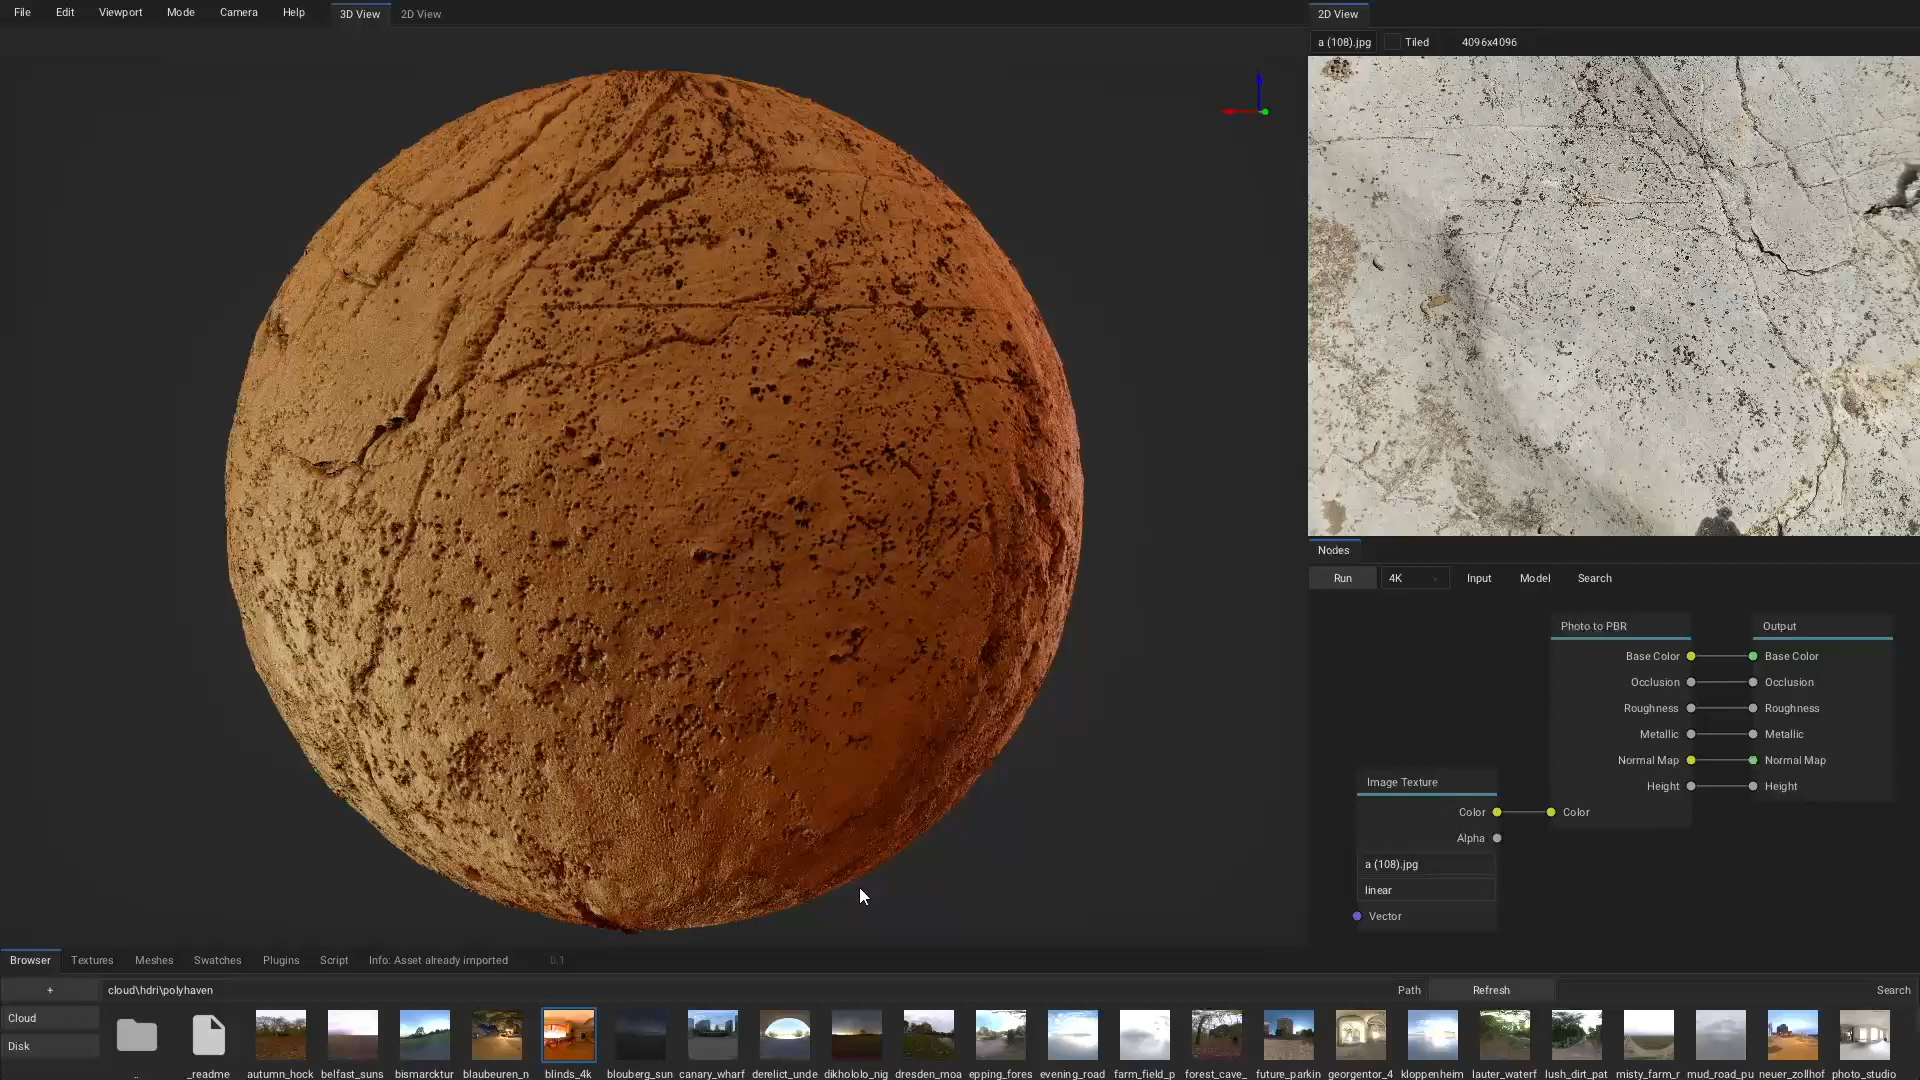 File Edit Viewport Mode Camera Help 3D View 2D View
2D View
a (108).jpg Tiled 4096x4096
Nodes
Run 4K Input Model Search
Photo to PBR Output
Base Color Base Color
Occlusion Occlusion
Roughness Roughness
Metallic Metallic
Normal Map Normal Map
Height Height
Image Texture
Color Color
Alpha
a (108).jpg
linear
Vector
Browser Textures Meshes Swatches Plugins Script Info: Asset already imported 0.1
+ cloud\hdri\polyhaven Path Refresh Search
Cloud
Disk
.. _readme autumn_hock belfast_suns bismarcktur blaubeuren_n blinds_4k blouberg_sun canary_wharf derelict_unde dikhololo_nig dresden_moa epping_fores evening_road farm_field_p forest_cave_ future_parkin georgentor_4 kloppenheim lauter_waterf lush_dirt_pat misty_farm_r mud_road_pu neuer_zollhof photo_studio